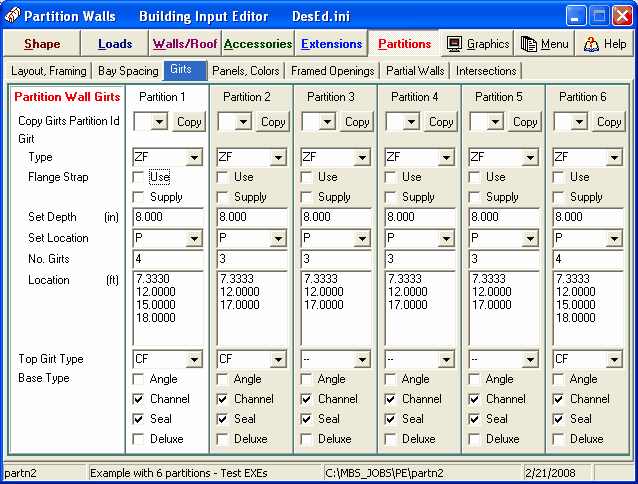 Partition Walls Building Input Editor DesEd.ini
Shape Loads Walls/Roof Accessories Extensions Partitions Graphics Menu Help
Layout, Framing Bay Spacing Girts Panels, Colors Framed Openings Partial Walls Intersections
Partition Wall Girts Partition 1 Partition 2 Partition 3 Partition 4 Partition 5 Partition 6
Copy Girts Partition Id Copy Copy Copy Copy Copy Copy
Girt
Type ZF ZF ZF ZF ZF ZF
Flange Strap Use Use Use Use Use Use
Supply Supply Supply Supply Supply Supply
Set Depth (in) 8.000 8.000 8.000 8.000 8.000 8.000
Set Location P P P P P P
No. Girts 4 3 3 3 3 4
Location (ft) 7.3330 7.3333 7.3333 7.3333 7.3333 7.3333
12.0000 12.0000 12.0000 12.0000 12.0000 12.0000
15.0000 17.0000 17.0000 17.0000 17.0000 15.0000
18.0000 18.0000
Top Girt Type CF CF -- -- -- CF
Base Type Angle Angle Angle Angle Angle Angle
Channel Channel Channel Channel Channel Channel
Seal Seal Seal Seal Seal Seal
Deluxe Deluxe Deluxe Deluxe Deluxe Deluxe
partn2 Example with 6 partitions - Test EXEs C:\MBS_JOBS\PE\partn2 2/21/2008